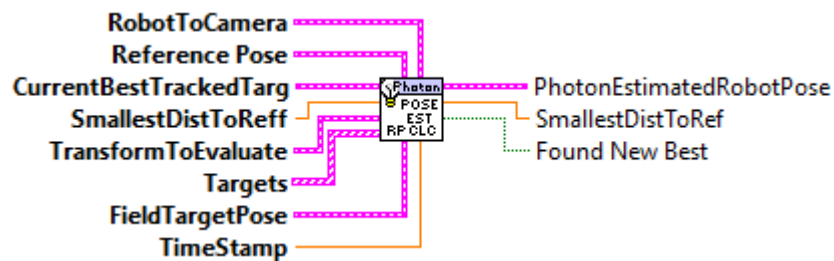 RobotToCamera
Reference Pose
CurrentBestTrackedTarg
SmallestDistToReff
TransformToEvaluate
Targets
FieldTargetPose
TimeStamp
Photon
POSE
EST
RP CLC
PhotonEstimatedRobotPose
SmallestDistToRef
Found New Best